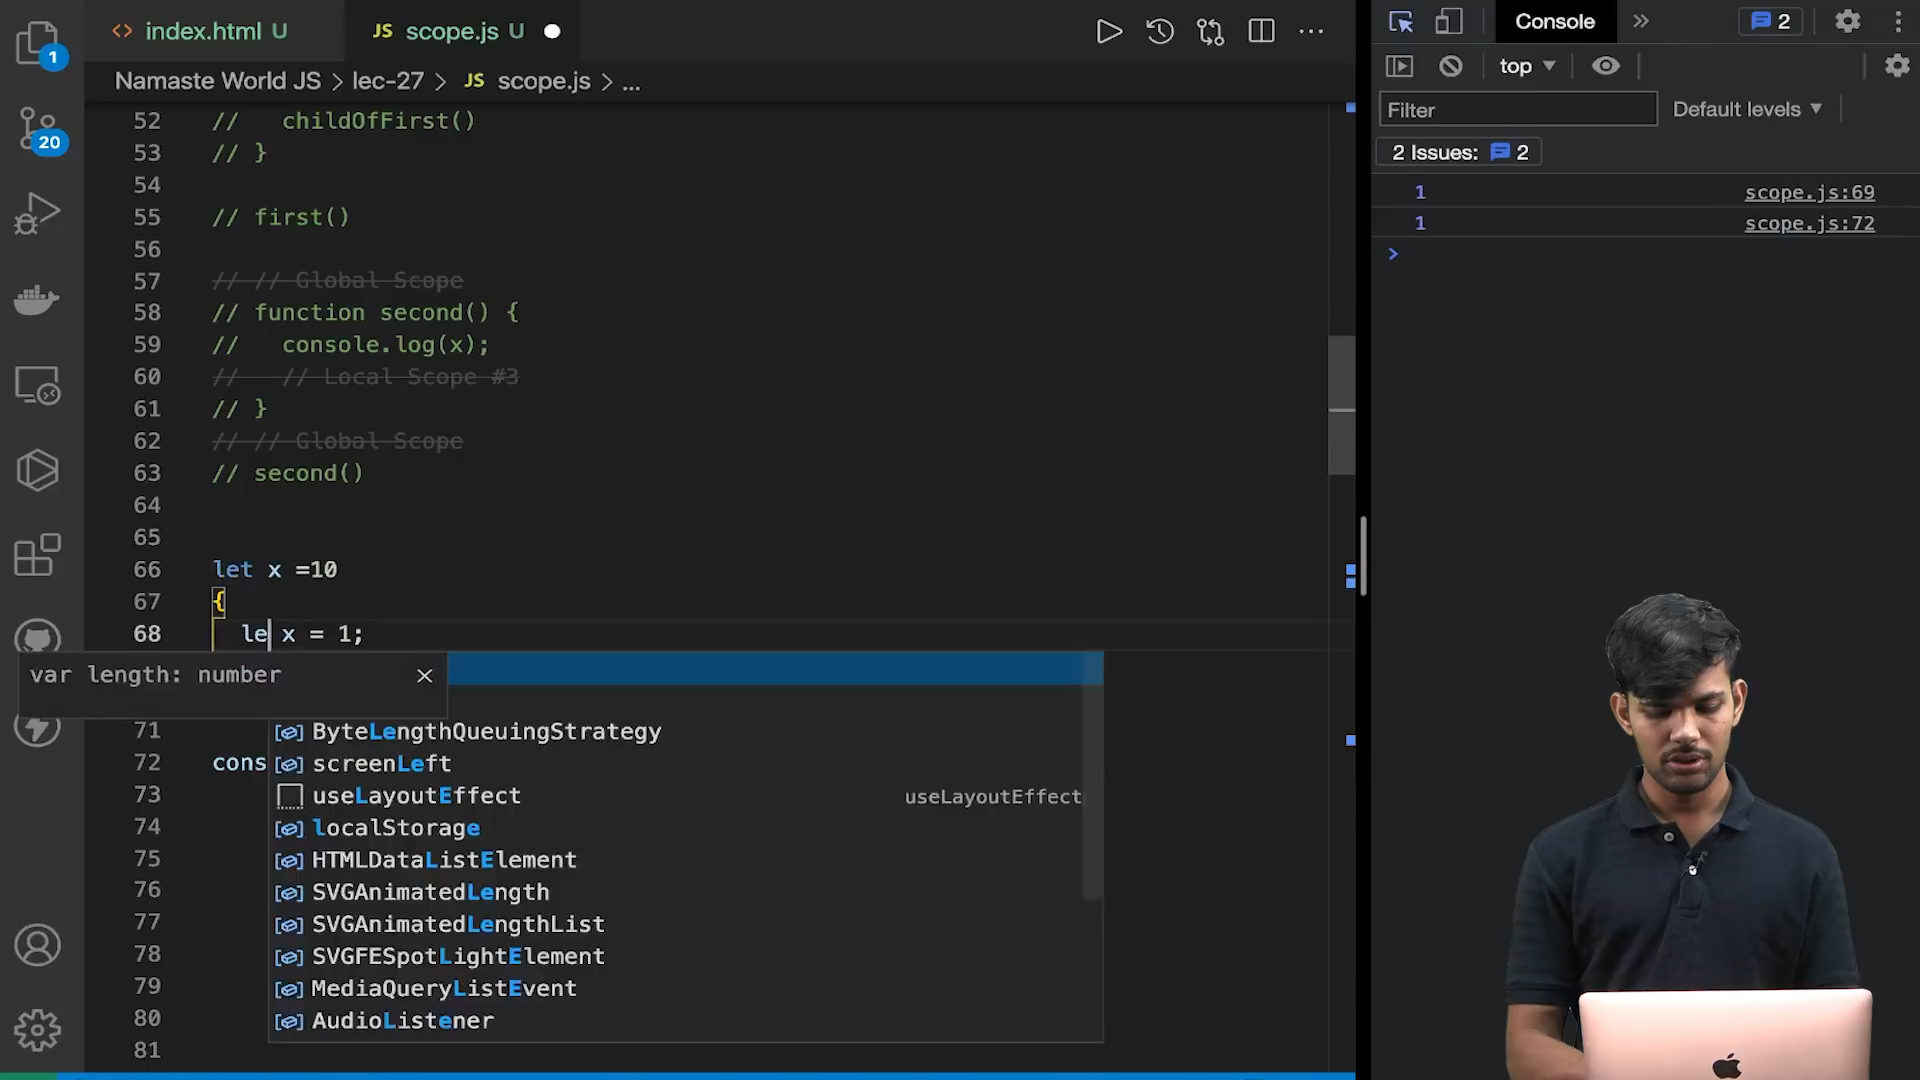 index.html U
JS scope.js U
Console
2
Namaste World JS > lec-27 > JS scope.js > ...
top
Filter
Default levels
2 Issues: 2
1 scope.js:69
1 scope.js:72
>
1
20
52 // childOfFirst()
53 // }
54
55 // first()
56
57 // // Global Scope
58 // function second() {
59 // console.log(x);
60 // // Local Scope #3
61 // }
62 // // Global Scope
63 // second()
64
65
66 let x =10
67 {
68 le x = 1;
var length: number
71
72 cons
73
74
75
76
77
78
79
80
81
ByteLengthQueuingStrategy
screenLeft
useLayoutEffect useLayoutEffect
localStorage
HTMLDataListElement
SVGAnimatedLength
SVGAnimatedLengthList
SVGFESpotLightElement
MediaQueryListEvent
AudioListener